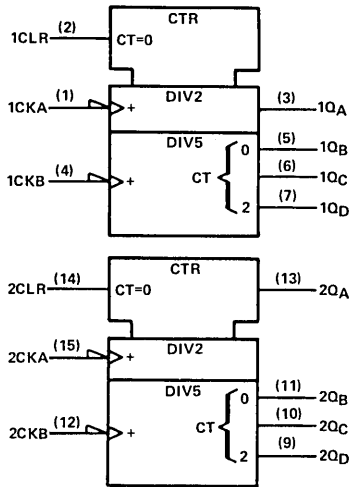 CTR
1CLR (2) CT=0
DIV2
1CKA (1) + (3) 1QA
DIV5
0 (5) 1QB
1CKB (4) + CT (6) 1QC
2 (7) 1QD
CTR
2CLR (14) CT=0 (13) 2QA
2CKA (15) +
DIV2
DIV5
0 (11) 2QB
2CKB (12) + CT (10) 2QC
2 (9) 2QD